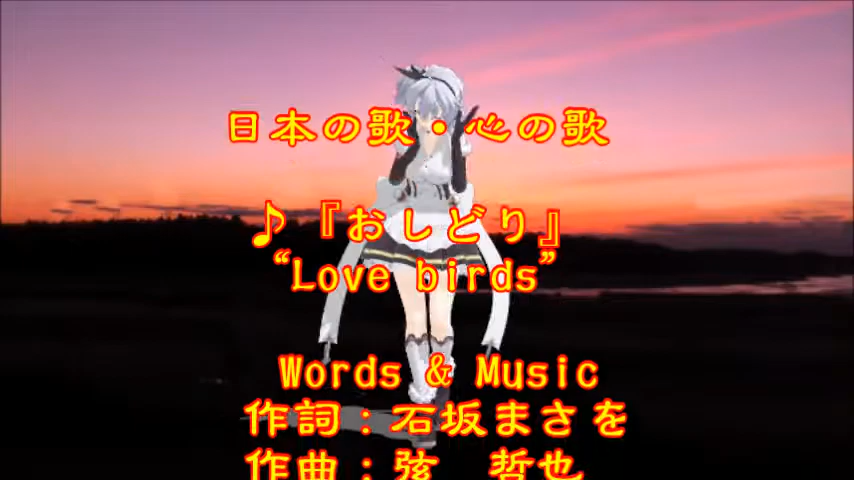 日本の歌・心の歌
♪『おしどり』
“Love birds”
Words & Music
作詞：石坂まさを
作曲：弦　哲也